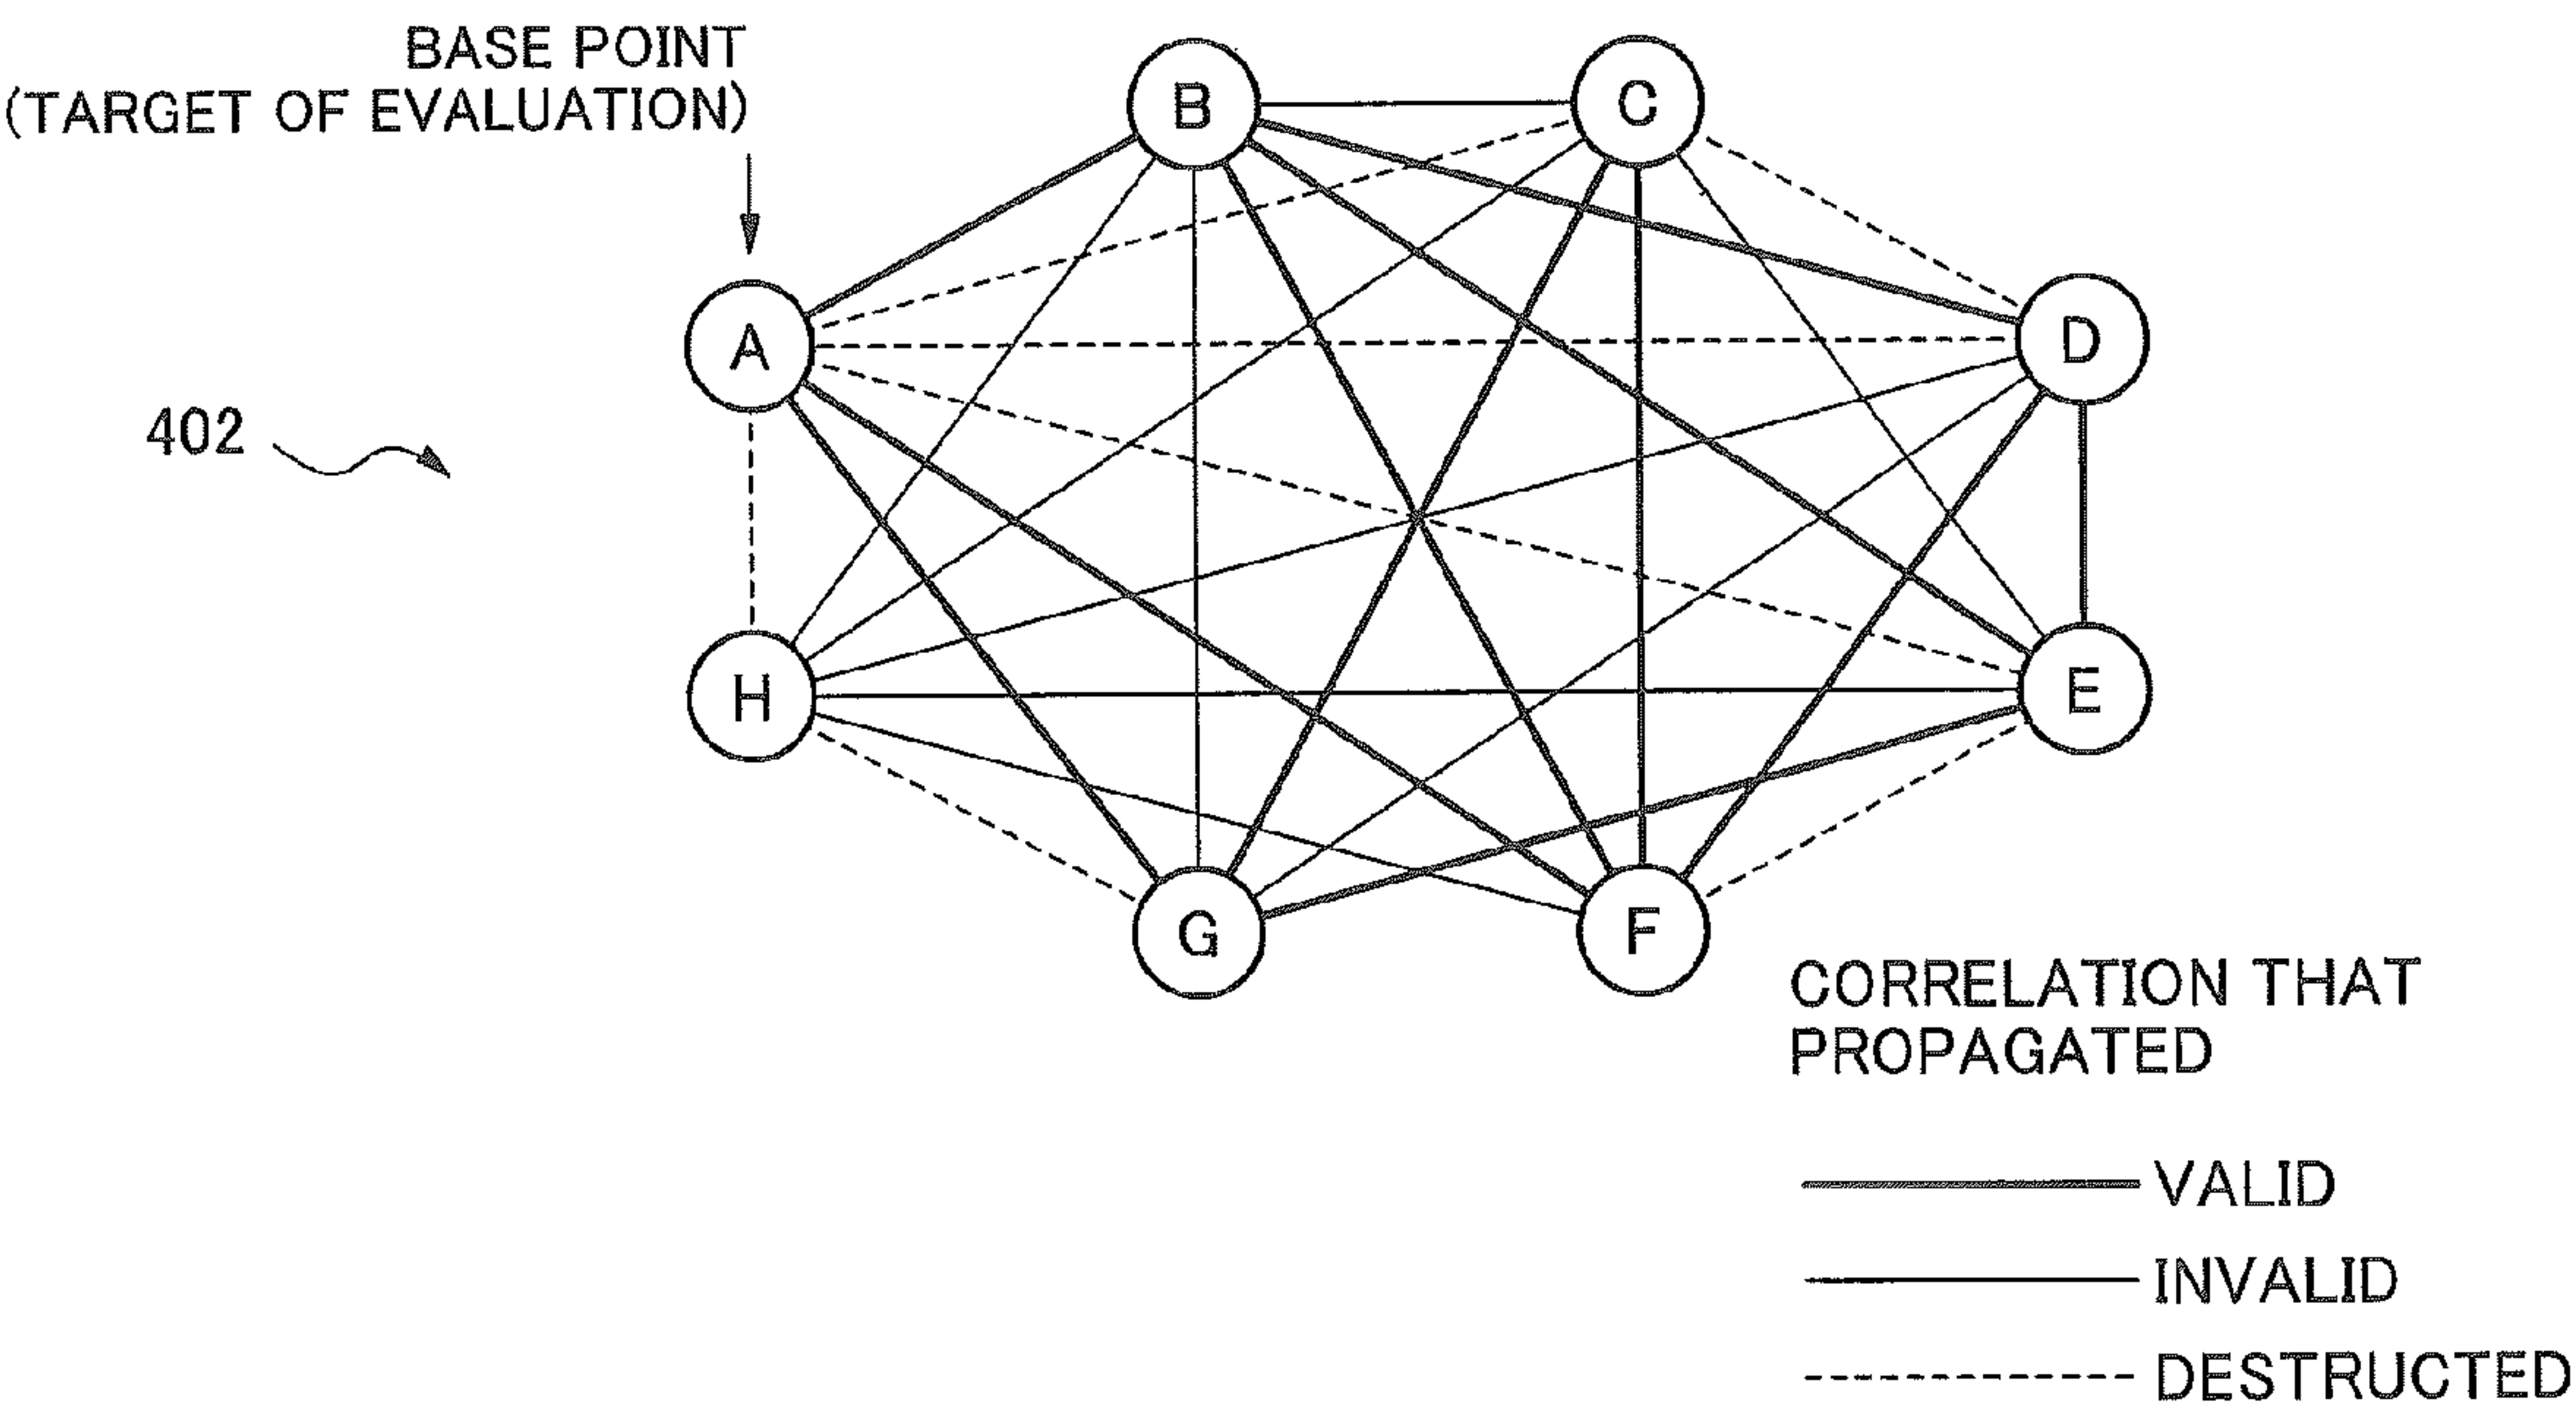 BASE POINT
(TARGET OF EVALUATION)
B
C
A
D
402
H
E
G
F
CORRELATION THAT
PROPAGATED
VALID
INVALID
DESTRUCTED